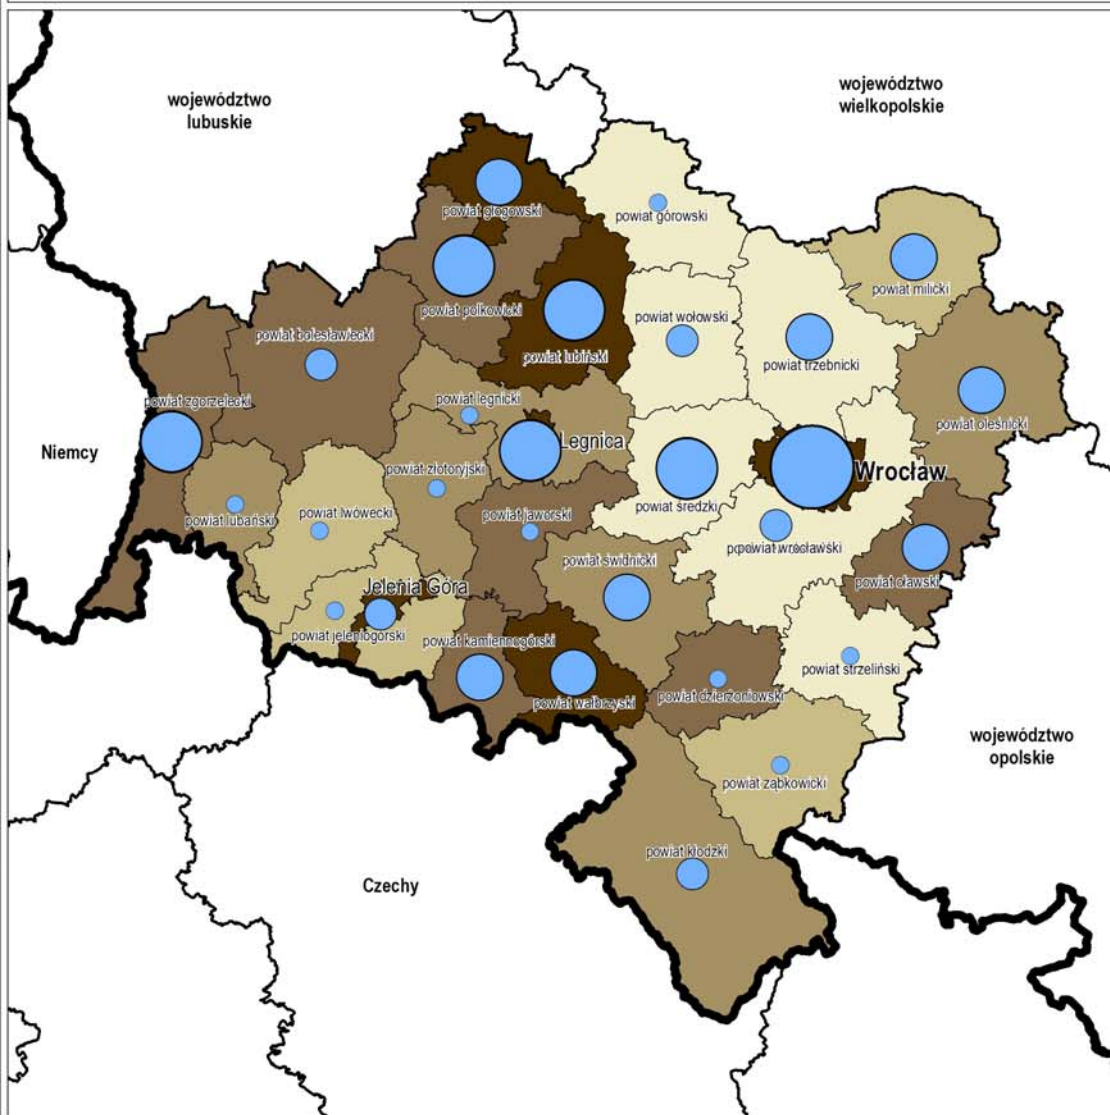 województwo
lubuskie
województwo
wielkopolskie
powiat głogowski
powiat górowski
powiat milicki
powiat polkowicki
powiat wołowski
powiat bolesławiecki
powiat lubiński
powiat trzebnicki
powiat zgorzelecki
powiat legnicki
powiat oleśnicki
Niemcy
Legnica
powiat złotoryjski
Wrocław
powiat lubański
powiat lwówecki
powiat jaworski
powiat średzki
powiat wrocławski
powiat świdnicki
powiat oławski
Jelenia Góra
powiat jeleniogórski
powiat kamiennogórski
powiat strzeliński
powiat wałbrzyski
powiat dzierżoniowski
województwo
opolskie
powiat ząbkowicki
powiat kłodzki
Czechy